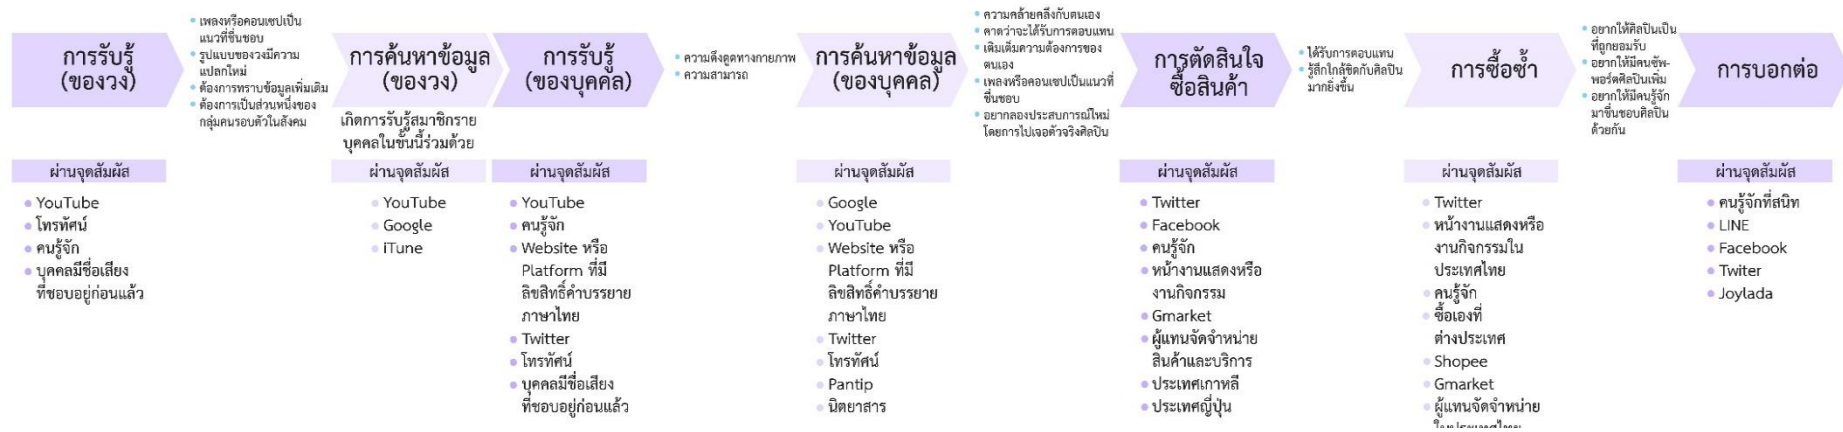 การรับรู้
(ของวง)
เพลงหรือคอนเซปเป็น
แนวที่ชื่นชอบ
รูปแบบของวงมีความ
แปลกใหม่
ต้องการทราบข้อมูลเพิ่มเติม
ต้องการเป็นส่วนหนึ่งของ
กลุ่มคนรอบตัวในสังคม
การค้นหาข้อมูล
(ของวง)
เกิดการรับรู้สมาชิกราย
บุคคลในขั้นนี้ร่วมด้วย
การรับรู้
(ของบุคคล)
ความดึงดูดทางกายภาพ
ความสามารถ
การค้นหาข้อมูล
(ของบุคคล)
ความคล้ายคลึงกับตนเอง
คาดว่าจะได้รับการตอบแทน
เติมเต็มความต้องการของ
ตนเอง
เพลงหรือคอนเซปเป็นแนวที่
ชื่นชอบ
อยากลองประสบการณ์ใหม่
โดยการไปเจอตัวจริงศิลปิน
การตัดสินใจ
ซื้อสินค้า
ได้รับการตอบแทน
รู้สึกใกล้ชิดกับศิลปิน
มากยิ่งขึ้น
การซื้อซ้ำ
อยากให้ศิลปินเป็น
ที่ถูกยอมรับ
อยากให้มีคนซัพ-
พอร์ตศิลปินเพิ่ม
อยากให้มีคนรู้จัก
มาชื่นชอบศิลปิน
ด้วยกัน
การบอกต่อ
ผ่านจุดสัมผัส
YouTube
โทรทัศน์
คนรู้จัก
บุคคลมีชื่อเสียง
ที่ชอบอยู่ก่อนแล้ว
ผ่านจุดสัมผัส
YouTube
Google
iTune
ผ่านจุดสัมผัส
YouTube
คนรู้จัก
Website หรือ
Platform ที่มี
ลิขสิทธิ์คำบรรยาย
ภาษาไทย
Twitter
โทรทัศน์
บุคคลมีชื่อเสียง
ที่ชอบอยู่ก่อนแล้ว
ผ่านจุดสัมผัส
Google
YouTube
Website หรือ
Platform ที่มี
ลิขสิทธิ์คำบรรยาย
ภาษาไทย
Twitter
โทรทัศน์
Pantip
นิตยาสาร
ผ่านจุดสัมผัส
Twitter
Facebook
คนรู้จัก
หน้างานแสดงหรือ
งานกิจกรรม
Gmarket
ผู้แทนจัดจำหน่าย
สินค้าและบริการ
ประเทศเกาหลี
ประเทศญี่ปุ่น
ผ่านจุดสัมผัส
Twitter
หน้างานแสดงหรือ
งานกิจกรรมใน
ประเทศไทย
คนรู้จัก
ซื้อเองที่
ต่างประเทศ
Shopee
Gmarket
ผู้แทนจัดจำหน่าย
ในประเทศไทย
ผ่านจุดสัมผัส
คนรู้จักที่สนิท
LINE
Facebook
Twiter
Joylada